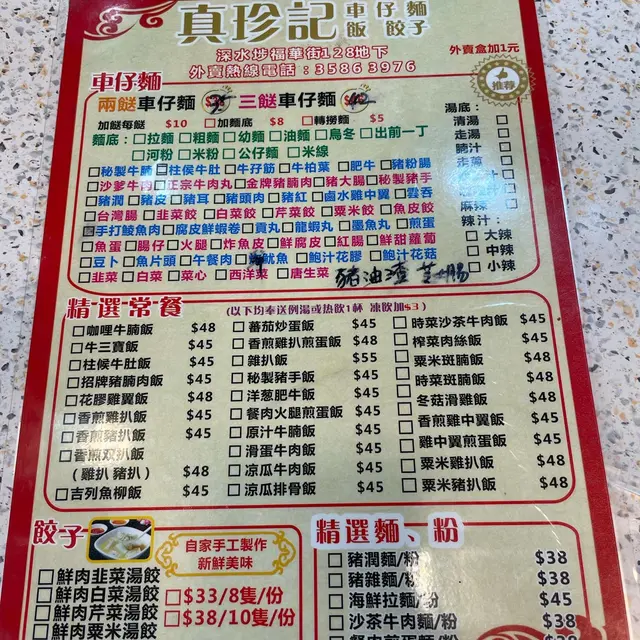 真珍記 車仔麵 飯 餃子
深水埗福華街128地下
外賣熱線電話:35863976
外賣盒加1元
推荐
車仔麵
兩餸車仔麵 35 三餸車仔麵
加餸每餸 $10 □加麵底 $8 □轉撈麵 $5
麵底:□拉麵□粗麵□幼麵□油麵□烏冬□出前一丁
□河粉□米粉□公仔麵□米線
湯底:
清湯□
走湯□
麻辣□
辣汁:
□大辣
□中辣
□小辣
□秘製牛腩□柱侯牛肚□牛孖筋□牛柏葉□肥牛□豬粉腸
□沙爹牛肉□正宗牛肉丸□金牌豬腩肉□豬大腸□秘製豬手
□豬潤□豬皮□豬耳□豬頭肉□豬紅□鹵水雞中翼□雲吞
□台灣腸□韭菜餃□白菜餃□芹菜餃□粟米餃□魚皮餃
□手打鯪魚肉□腐皮鮮蝦卷□貢丸□龍蝦丸□墨魚丸□煎蛋
□魚蛋□腸仔□火腿□炸魚皮□鮮腐皮□紅腸□鮮甜蘿蔔
□豆卜□魚片頭□午餐肉□魷魚□鮑汁花膠□鮑汁花菇
□韭菜□白菜□菜心□西洋菜□唐生菜 豬油渣
精選常餐
(以下均奉送例湯或热飲1杯 凍飲加$3)
□咖哩牛腩飯 $48
□牛三寶飯 $45
□柱候牛肚飯 $45
□招牌豬腩肉飯 $45
□花膠雞翼飯 $48
□香煎雞扒飯 $45
□香煎豬扒飯 $45
□香煎双扒飯
(雞扒 豬扒) $48
□吉列魚柳飯 $45
□蕃茄炒蛋飯 $45
□香煎雞扒煎蛋飯 $48
□雜扒飯 $55
□秘製豬手飯 $45
□洋葱肥牛飯 $45
□餐肉火腿煎蛋飯 $45
□原汁牛腩飯 $45
□滑蛋牛肉飯 $45
□凉瓜牛肉飯 $45
□凉瓜排骨飯 $45
□時菜沙茶牛肉飯 $45
□榨菜肉絲飯 $45
□粟米斑腩飯 $48
□時菜斑腩飯 $48
□冬菇滑雞飯 $45
□香煎雞中翼飯 $45
□雞中翼煎蛋飯 $48
□粟米雞扒飯 $48
□粟米豬扒飯 $48
餃子
自家手工製作
新鮮美味
□鮮肉韭菜湯餃
□鮮肉白菜湯餃
□鮮肉芹菜湯餃
□鮮肉粟米湯餃
□$33/8隻/份
□$38/10隻/份
精選麵、粉
□豬潤麵/粉 $38
□豬雜麵/粉 $38
□海鮮拉麵/粉 $45
□沙茶牛肉麵/粉 $38